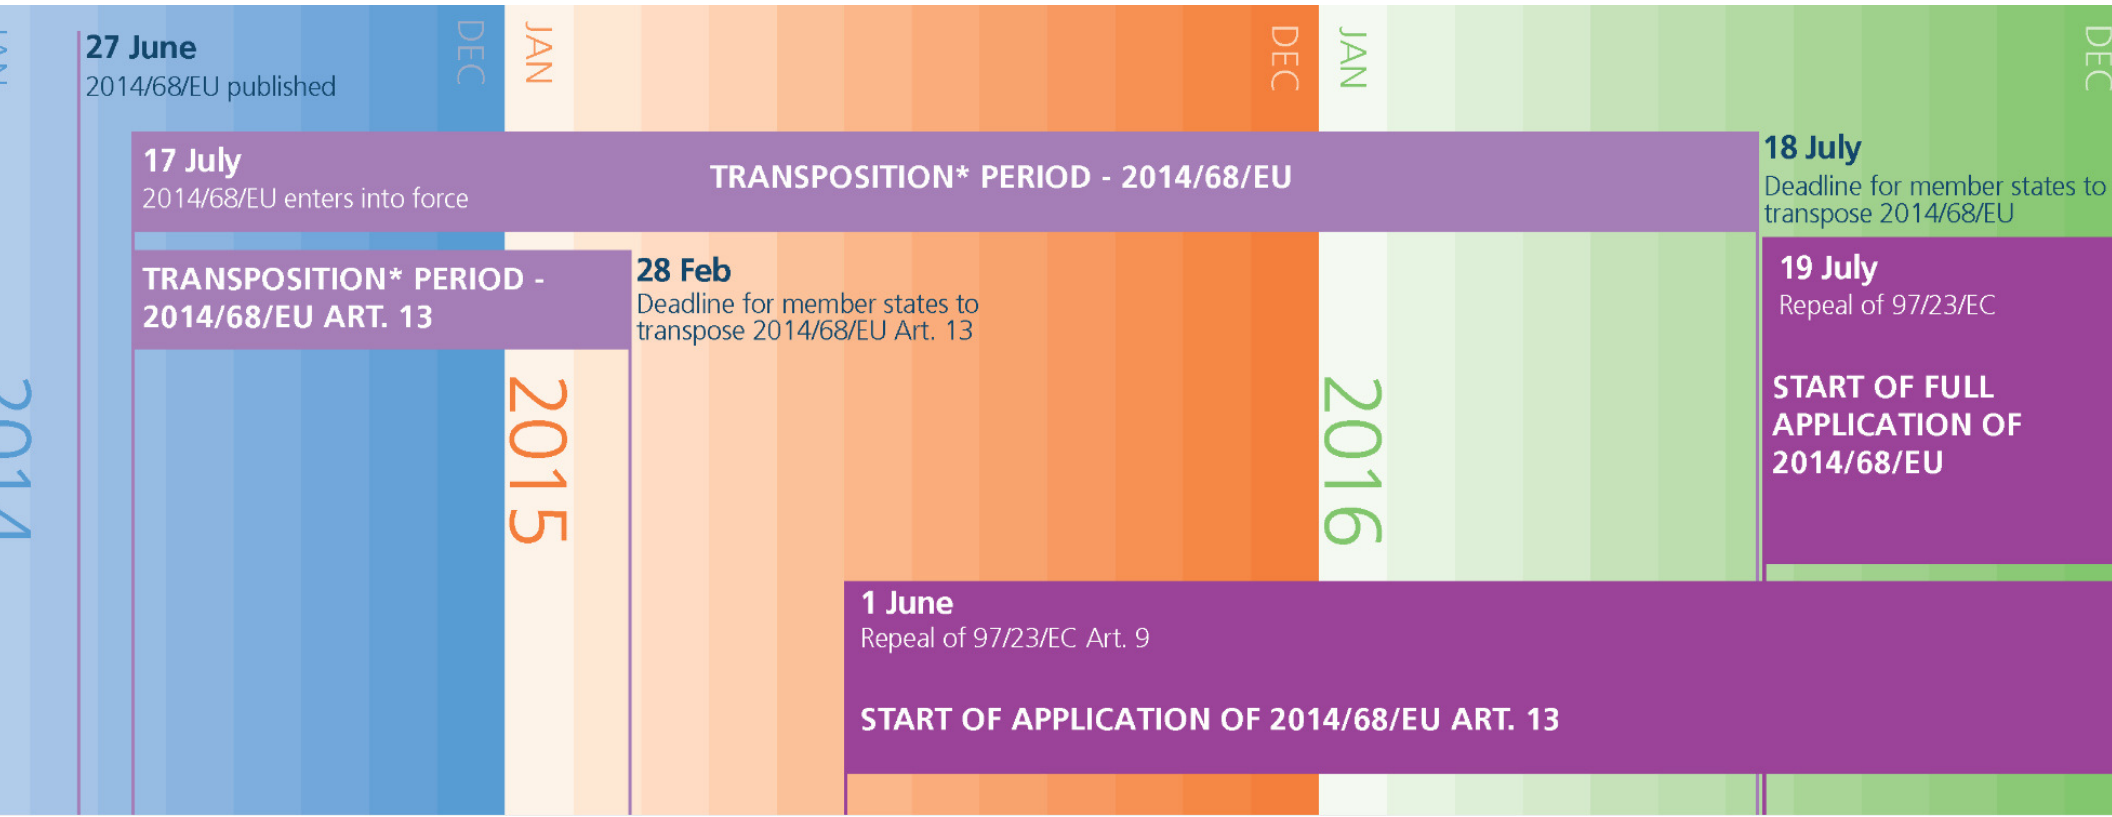 JAN
27 June
2014/68/EU published
DEC
JAN
DEC
JAN
DEC
17 July
2014/68/EU enters into force
TRANSPOSITION* PERIOD - 2014/68/EU
18 July
Deadline for member states to
transpose 2014/68/EU
TRANSPOSITION* PERIOD -
2014/68/EU ART. 13
28 Feb
Deadline for member states to
transpose 2014/68/EU Art. 13
19 July
Repeal of 97/23/EC
START OF FULL
APPLICATION OF
2014/68/EU
2014
2015
2016
1 June
Repeal of 97/23/EC Art. 9
START OF APPLICATION OF 2014/68/EU ART. 13